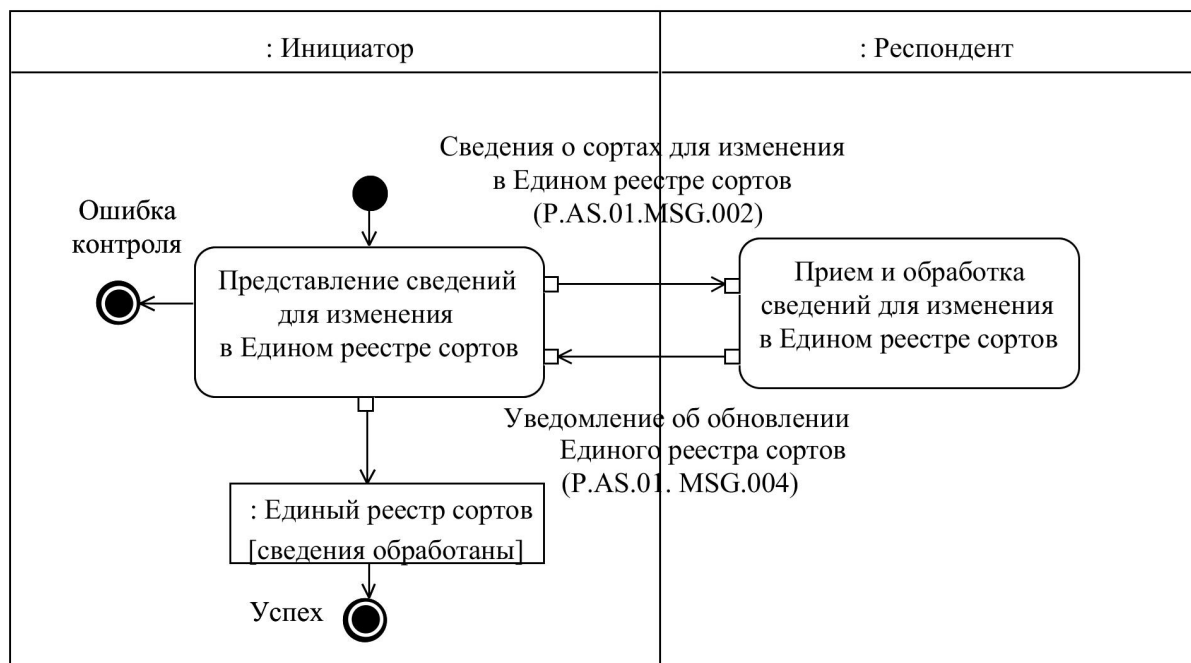 : Инициатор
: Респондент
Сведения о сортах для изменения
в Едином реестре сортов
(P.AS.01.MSG.002)
Ошибка
контроля
Представление сведений
для изменения
в Едином реестре сортов
Прием и обработка
сведений для изменения
в Едином реестре сортов
Уведомление об обновлении
Единого реестра сортов
(P.AS.01. MSG.004)
: Единый реестр сортов
[сведения обработаны]
Успех